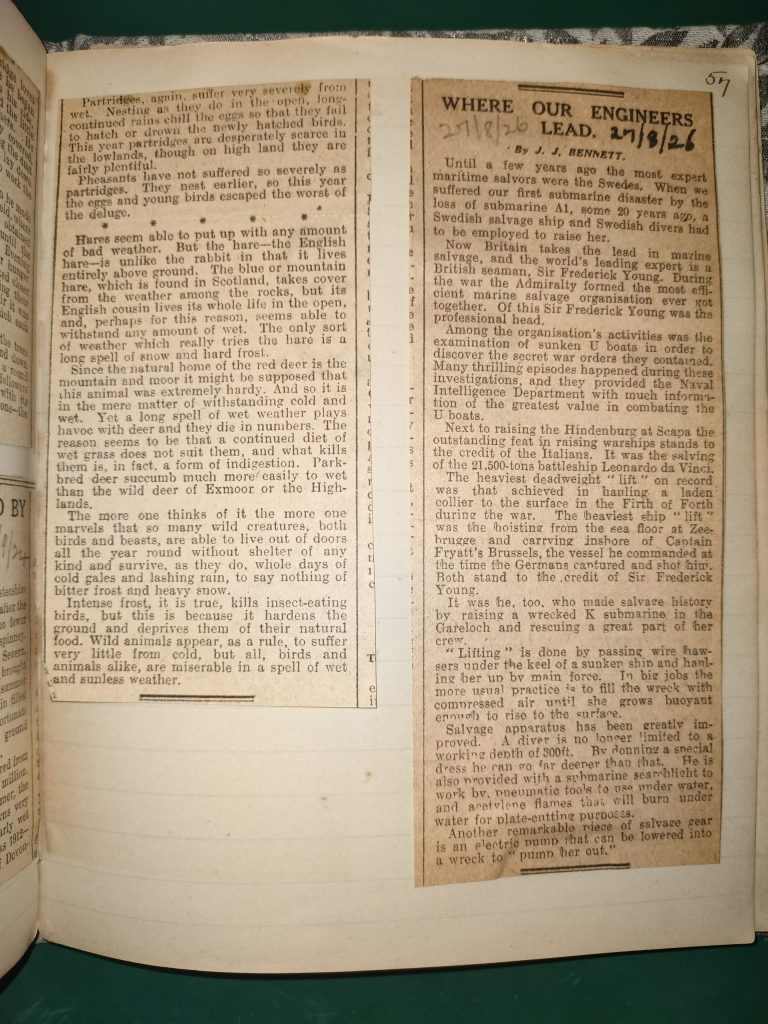 57
Partridges, again, suffer very severely from
wet. Nesting as they do in the open, long-
continued rains chill the eggs so that they fail
to hatch or drown the newly hatched birds.
This year partridges are desperately scarce in
the lowlands, though on high land they are
fairly plentiful.
Pheasants have not suffered so severely as
partridges. They nest earlier, so this year
the eggs and young birds escaped the worst of
the deluge.
* * * * *
Hares seem able to put up with any amount
of bad weather. But the hare—the English
hare—is unlike the rabbit in that it lives
entirely above ground. The blue or mountain
hare, which is found in Scotland, takes cover
from the weather among the rocks, but its
English cousin lives its whole life in the open,
and, perhaps for this reason, seems able to
withstand any amount of wet. The only sort
of weather which really tries the hare is a
long spell of snow and hard frost.
Since the natural home of the red deer is the
mountain and moor it might be supposed that
this animal was extremely hardy. And so it is
in the mere matter of withstanding cold and
wet. Yet a long spell of wet weather plays
havoc with deer and they die in numbers. The
reason seems to be that a continued diet of
wet grass does not suit them, and what kills
them is, in fact, a form of indigestion. Park-
bred deer succumb much more easily to wet
than the wild deer of Exmoor or the High-
lands.
The more one thinks of it the more one
marvels that so many wild creatures, both
birds and beasts, are able to live out of doors
all the year round without shelter of any
kind and survive, as they do, whole days of
cold gales and lashing rain, to say nothing of
bitter frost and heavy snow.
Intense frost, it is true, kills insect-eating
birds, but this is because it hardens the
ground and deprives them of their natural
food. Wild animals appear, as a rule, to suffer
very little from cold, but all, birds and
animals alike, are miserable in a spell of wet
and sunless weather.
WHERE OUR ENGINEERS
LEAD.
27/8/26
27/8/26
By J. J. BENNETT.
Until a few years ago the most expert
maritime salvors were the Swedes. When we
suffered our first submarine disaster by the
loss of submarine A1, some 20 years ago, a
Swedish salvage ship and Swedish divers had
to be employed to raise her.
Now Britain takes the lead in marine
salvage, and the world's leading expert is a
British seaman, Sir Frederick Young. During
the war the Admiralty formed the most effi-
cient marine salvage organisation ever got
together. Of this Sir Frederick Young was the
professional head.
Among the organisation's activities was the
examination of sunken U boats in order to
discover the secret war orders they contained.
Many thrilling episodes happened during these
investigations, and they provided the Naval
Intelligence Department with much informa-
tion of the greatest value in combating the
U boats.
Next to raising the Hindenburg at Scapa the
outstanding feat in raising warships stands to
the credit of the Italians. It was the salving
of the 21,500-tons battleship Leonardo da Vinci.
The heaviest deadweight "lift" on record
was that achieved in hauling a laden
collier to the surface in the Firth of Forth
during the war. The heaviest ship "lift"
was the hoisting from the sea floor at Zee-
brugge and carrying inshore of Captain
Fryatt's Brussels, the vessel he commanded at
the time the Germans captured and shot him.
Both stand to the credit of Sir Frederick
Young.
It was he, too, who made salvage history
by raising a wrecked K submarine in the
Gareloch and rescuing a great part of her
crew.
"Lifting" is done by passing wire haw-
sers under the keel of a sunken ship and haul-
ing her up by main force. In big jobs the
more usual practice is to fill the wreck with
compressed air until she grows buoyant
enough to rise to the surface.
Salvage apparatus has been greatly im-
proved. A diver is no longer limited to a
working depth of 300ft. By donning a special
dress he can go far deeper than that. He is
also provided with a submarine searchlight to
work by, pneumatic tools to use under water,
and acetylene flames that will burn under
water for plate-cutting purposes.
Another remarkable piece of salvage gear
is an electric pump that can be lowered into
a wreck to "pump her out."